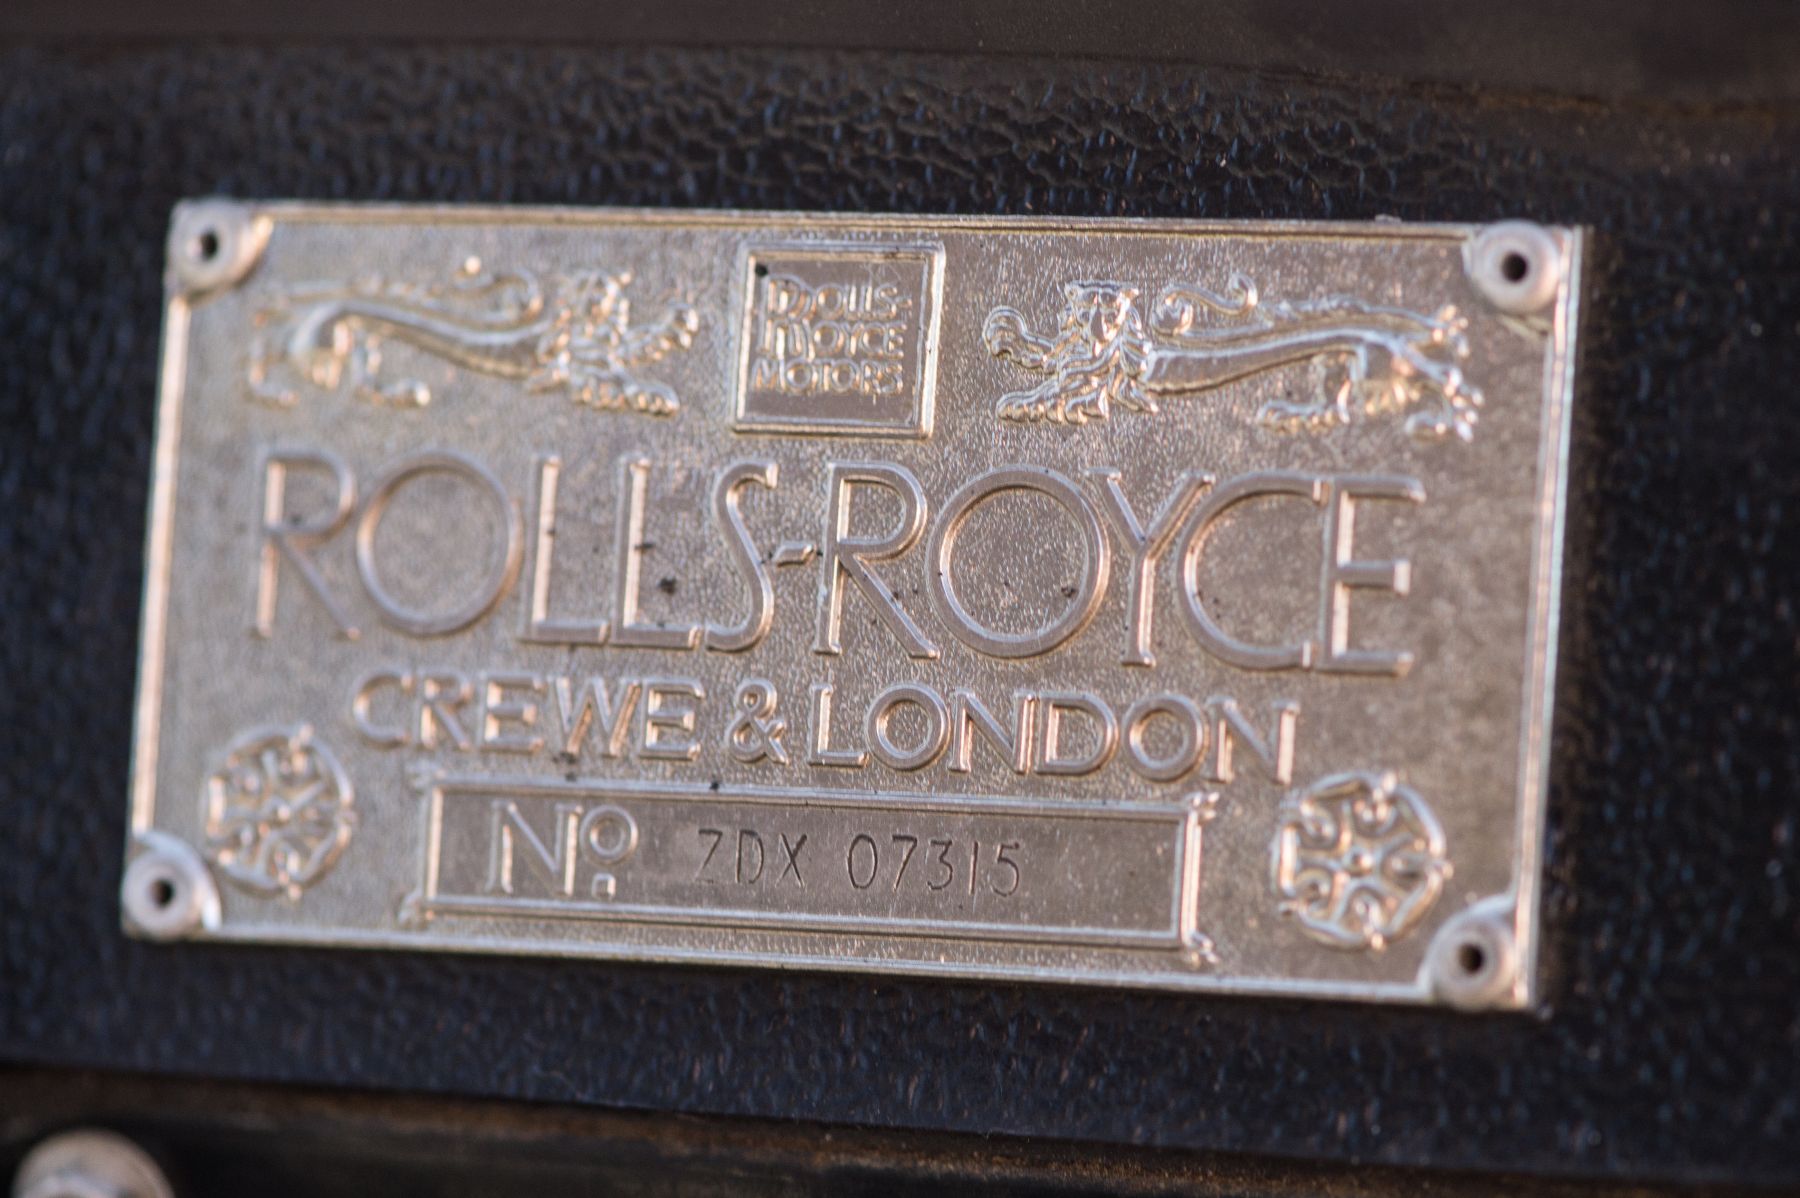 ROLLS-
ROYCE
MOTORS
ROLLS-ROYCE
CREWE & LONDON
Nº ZDX 07315